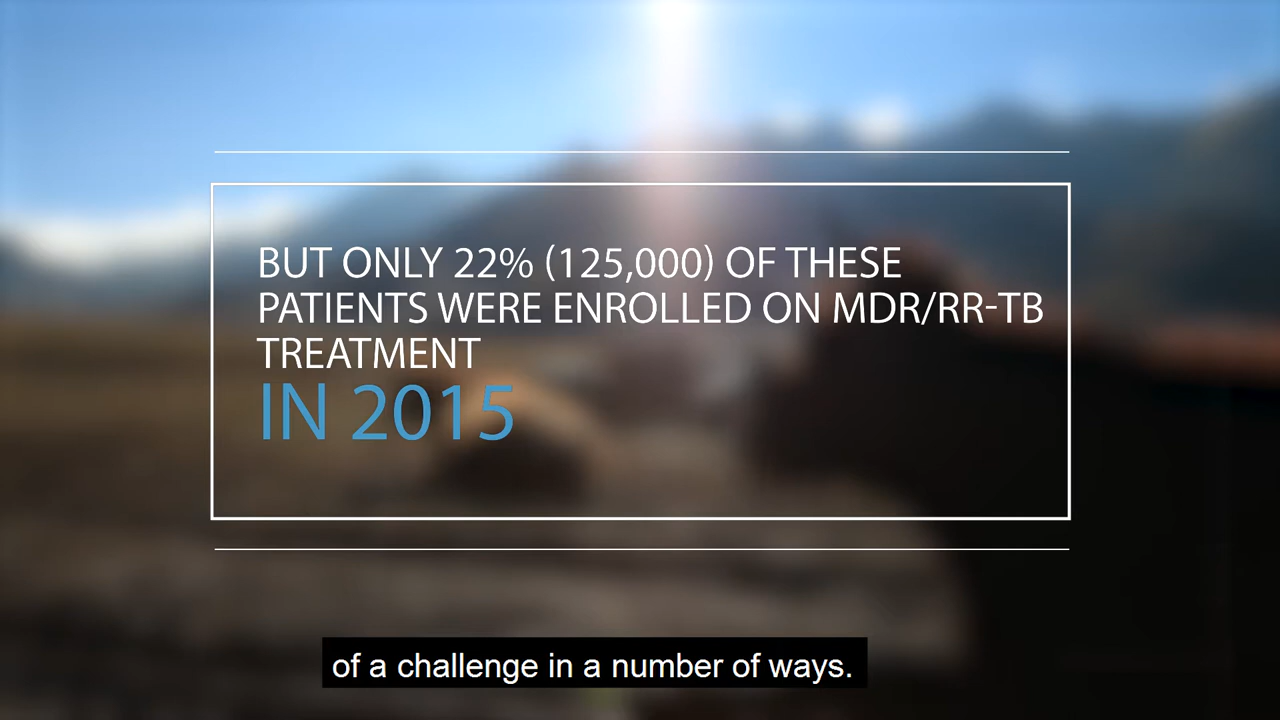 BUT ONLY 22% (125,000) OF THESE
PATIENTS WERE ENROLLED ON MDR/RR-TB
TREATMENT
IN 2015
of a challenge in a number of ways.